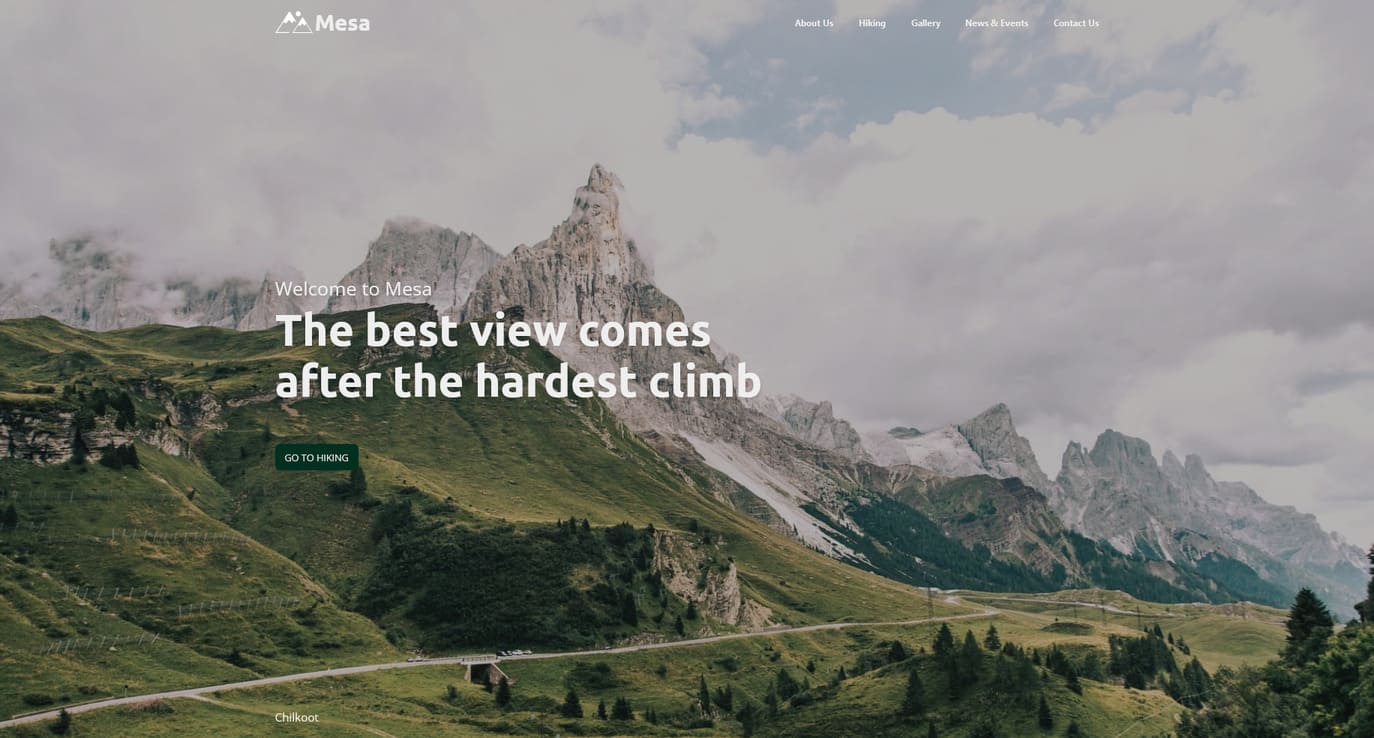 Mesa
About Us
Hiking
Gallery
News & Events
Contact Us
Welcome to Mesa
The best view comes
after the hardest climb
GO TO HIKING
Chilkoot